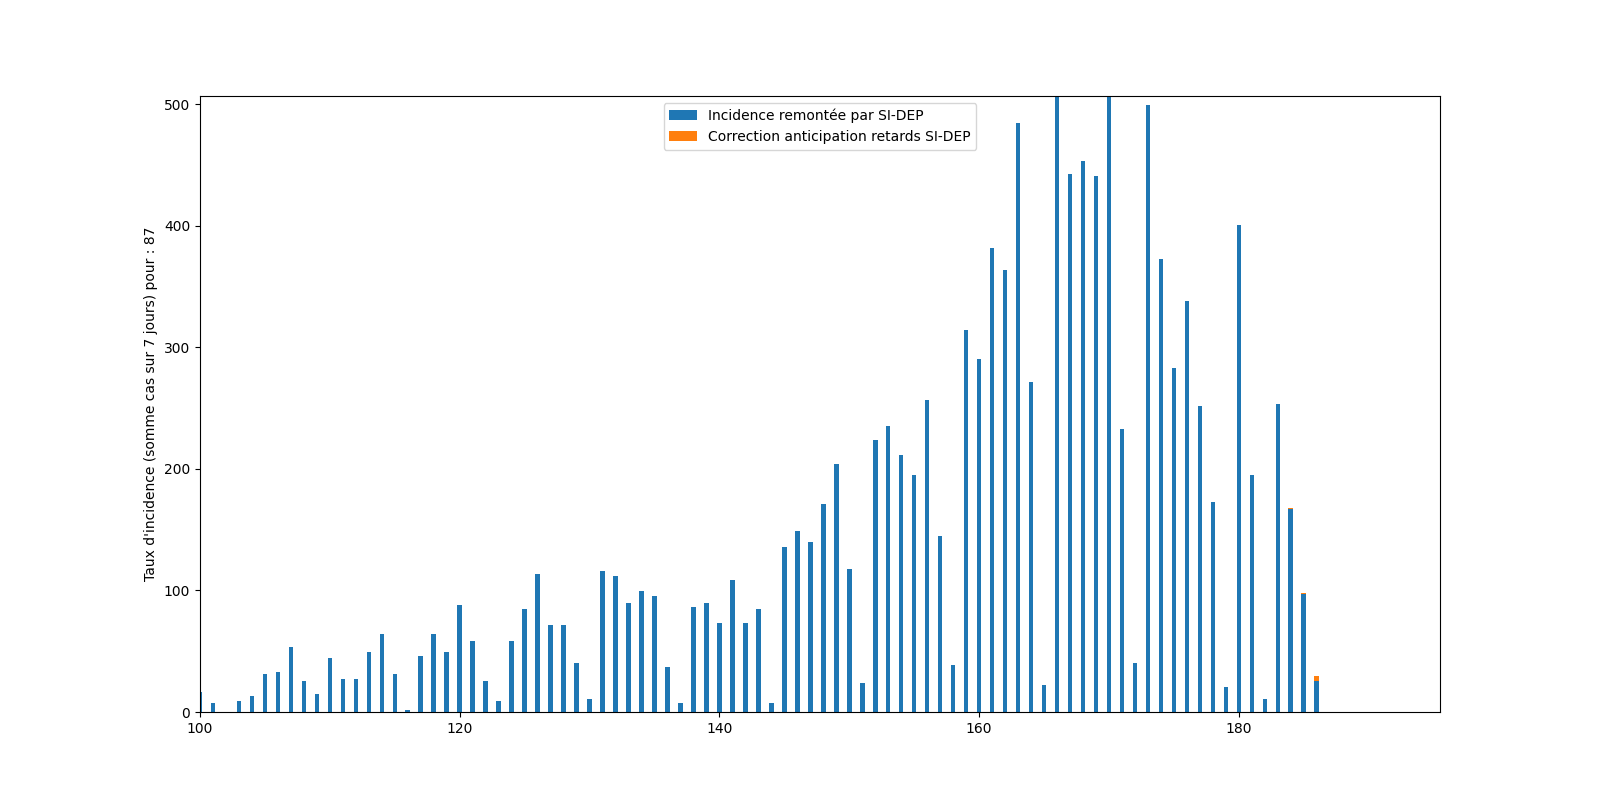 Incidence remontée par SI-DEP
Correction anticipation retards SI-DEP
Taux d'incidence (somme cas sur 7 jours) pour : 87
500
400
300
200
100
0
100 120 140 160 180